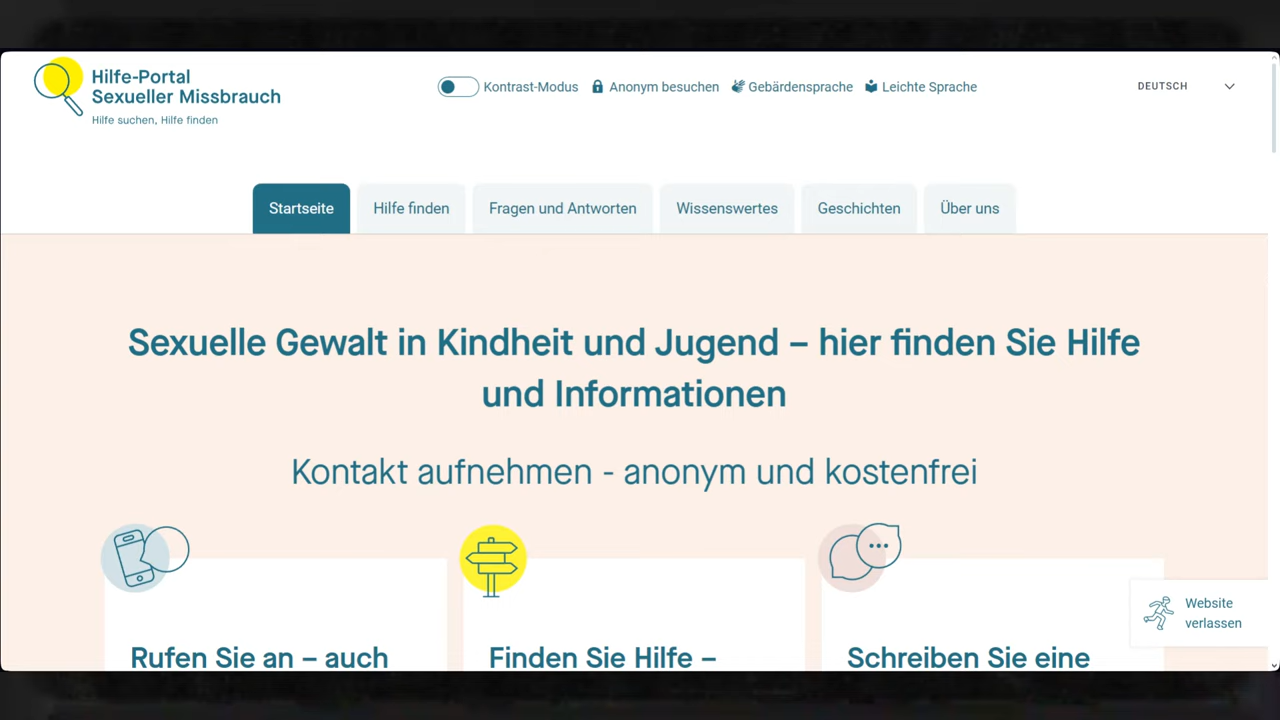 Hilfe-Portal
Sexueller Missbrauch
Hilfe suchen, Hilfe finden
Kontrast-Modus
Anonym besuchen
Gebärdensprache
Leichte Sprache
DEUTSCH
Startseite
Hilfe finden
Fragen und Antworten
Wissenswertes
Geschichten
Über uns
Sexuelle Gewalt in Kindheit und Jugend – hier finden Sie Hilfe
und Informationen
Kontakt aufnehmen - anonym und kostenfrei
Rufen Sie an – auch
Finden Sie Hilfe –
Schreiben Sie eine
Website
verlassen